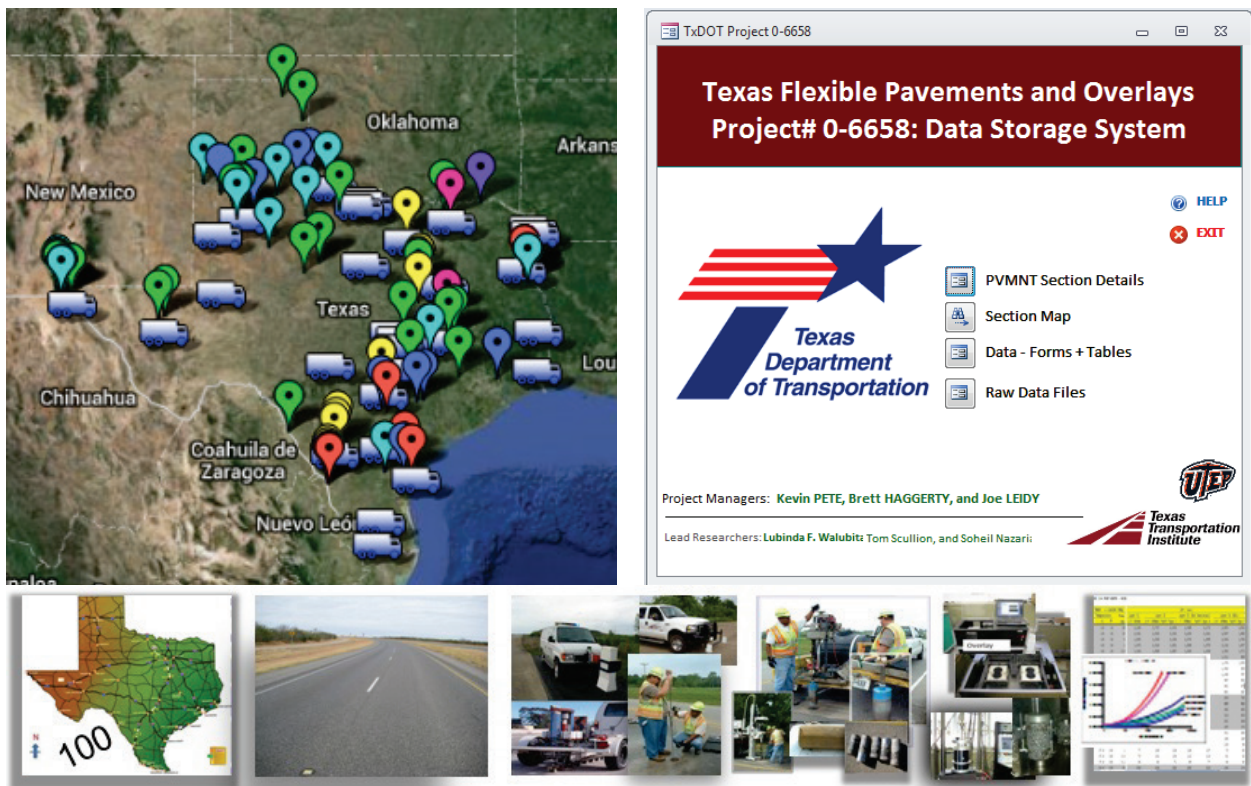 Oklahoma
Arkans
New Mexico
Texas
Lou
Chihuahua
Coahuila de
Zaragoza
Nuevo Leó
TxDOT Project 0-6658
Texas Flexible Pavements and Overlays
Project# 0-6658: Data Storage System
HELP
EXIT
Texas
Department
of Transportation
PVMNT Section Details
Section Map
Data - Forms + Tables
Raw Data Files
Project Managers: Kevin PETE, Brett HAGGERTY, and Joe LEIDY
UTEP
Texas
Transportation
Institute
Lead Researchers: Lubinda F. Walubita Tom Scullion, and Soheil Nazaria
N
100
Overlay